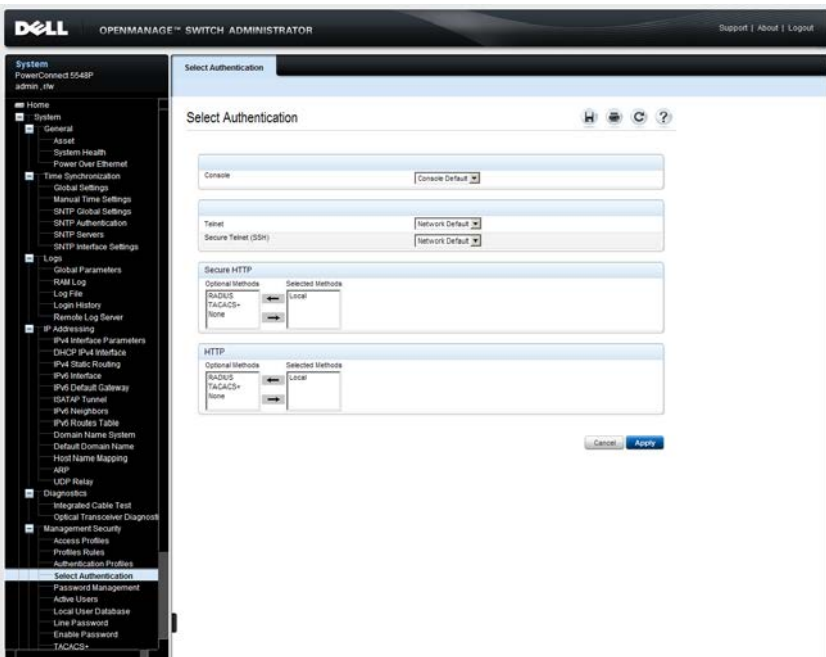 DELL
OPENMANAGE™ SWITCH ADMINISTRATOR
Support | About | Logout
System
PowerConnect 5548P
admin , r/w
Home
System
General
Asset
System Health
Power Over Ethernet
Time Synchronization
Global Settings
Manual Time Settings
SNTP Global Settings
SNTP Authentication
SNTP Servers
SNTP Interface Settings
Logs
Global Parameters
RAM Log
Log File
Login History
Remote Log Server
IP Addressing
IPv4 Interface Parameters
DHCP IPv4 Interface
IPv4 Static Routing
IPv6 Interface
IPv6 Default Gateway
ISATAP Tunnel
IPv6 Neighbors
IPv6 Routes Table
Domain Name System
Default Domain Name
Host Name Mapping
ARP
UDP Relay
Diagnostics
Integrated Cable Test
Optical Transceiver Diagnosti
Management Security
Access Profiles
Profiles Rules
Authentication Profiles
Select Authentication
Password Management
Active Users
Local User Database
Line Password
Enable Password
TACACS+
Select Authentication
Select Authentication
Console
Console Default
Telnet
Network Default
Secure Telnet (SSH)
Network Default
Secure HTTP
Optional Methods Selected Methods
RADIUS
TACACS+
None
Local
HTTP
Optional Methods Selected Methods
RADIUS
TACACS+
None
Local
Cancel Apply